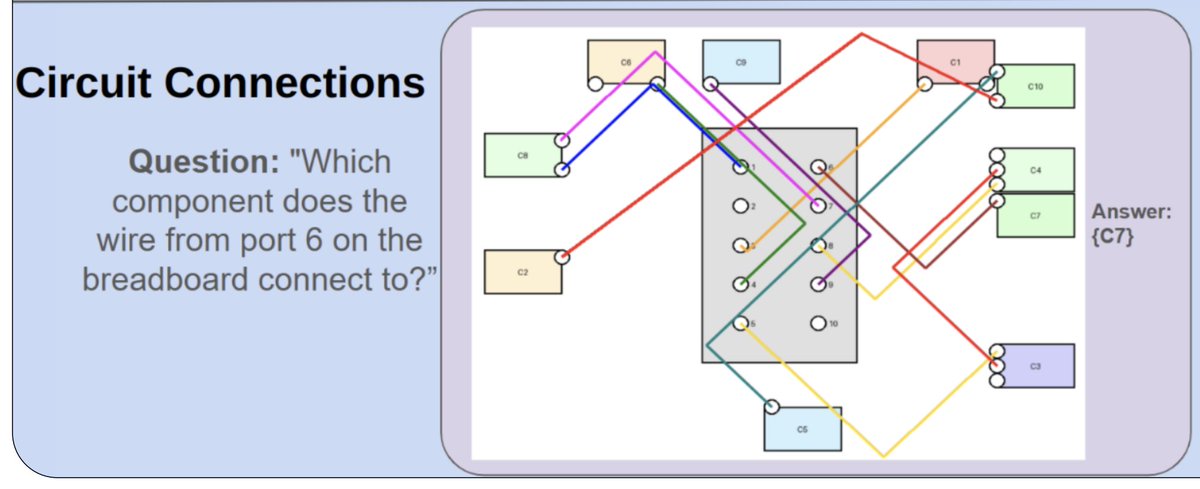 Circuit Connections
Question: "Which
component does the
wire from port 6 on the
breadboard connect to?”
C6
C9
C1
C10
C8
C4
C7
C2
C3
C5
1
2
3
4
5
6
7
8
9
10
Answer:
{C7}